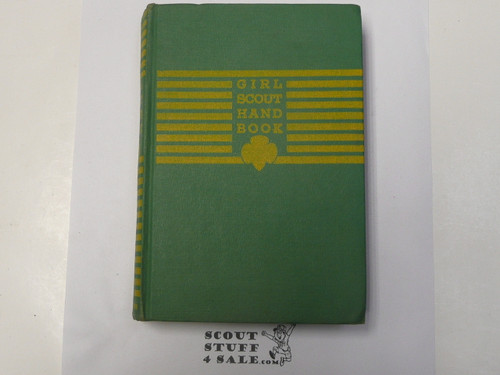 GIRL
SCOUT
HAND
BOOK
SCOUT
STUFF
4 SALE.com